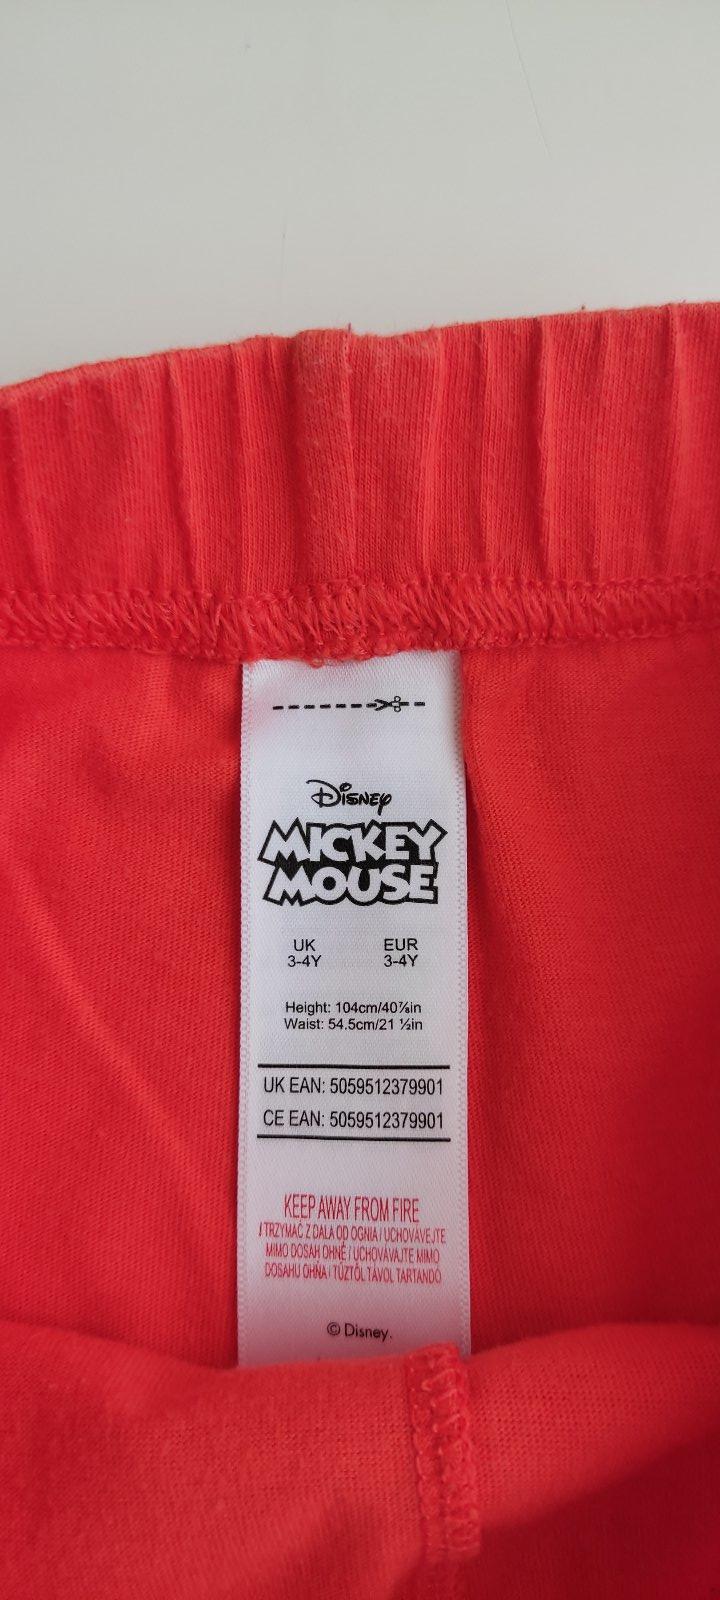 Disney
MICKEY
MOUSE
UK EUR
3-4Y 3-4Y
Height: 104cm/40⅞in
Waist: 54.5cm/21 ½in
UK EAN: 5059512379901
CE EAN: 5059512379901
KEEP AWAY FROM FIRE
/ TRZYMAĆ Z DALA OD OGNIA / UCHOVÁVEJTE
MIMO DOSAH OHNĚ / UCHOVÁVAJTE MIMO
DOSAHU OHŇA / TŰZTŐL TÁVOL TARTANDÓ
© Disney.